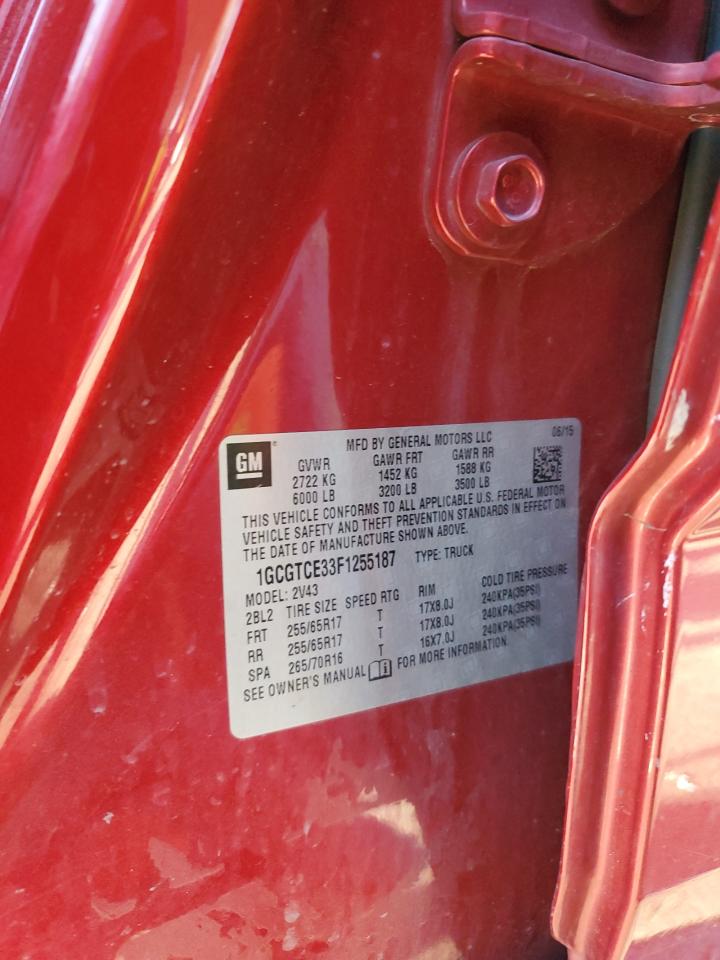 MFD BY GENERAL MOTORS LLC 06/15
GM
GVWR GAWR FRT GAWR RR
2722 KG 1452 KG 1588 KG
6000 LB 3200 LB 3500 LB
THIS VEHICLE CONFORMS TO ALL APPLICABLE U.S. FEDERAL MOTOR
VEHICLE SAFETY AND THEFT PREVENTION STANDARDS IN EFFECT ON
THE DATE OF MANUFACTURE SHOWN ABOVE.
1GCGTCE33F1255187 TYPE: TRUCK
MODEL: 2V43
2BL2 TIRE SIZE SPEED RTG RIM COLD TIRE PRESSURE
FRT 255/65R17 T 17X8.0J 240KPA(35PSI)
RR 255/65R17 T 17X8.0J 240KPA(35PSI)
SPA 265/70R16 T 16X7.0J 240KPA(35PSI)
SEE OWNER'S MANUAL i FOR MORE INFORMATION.